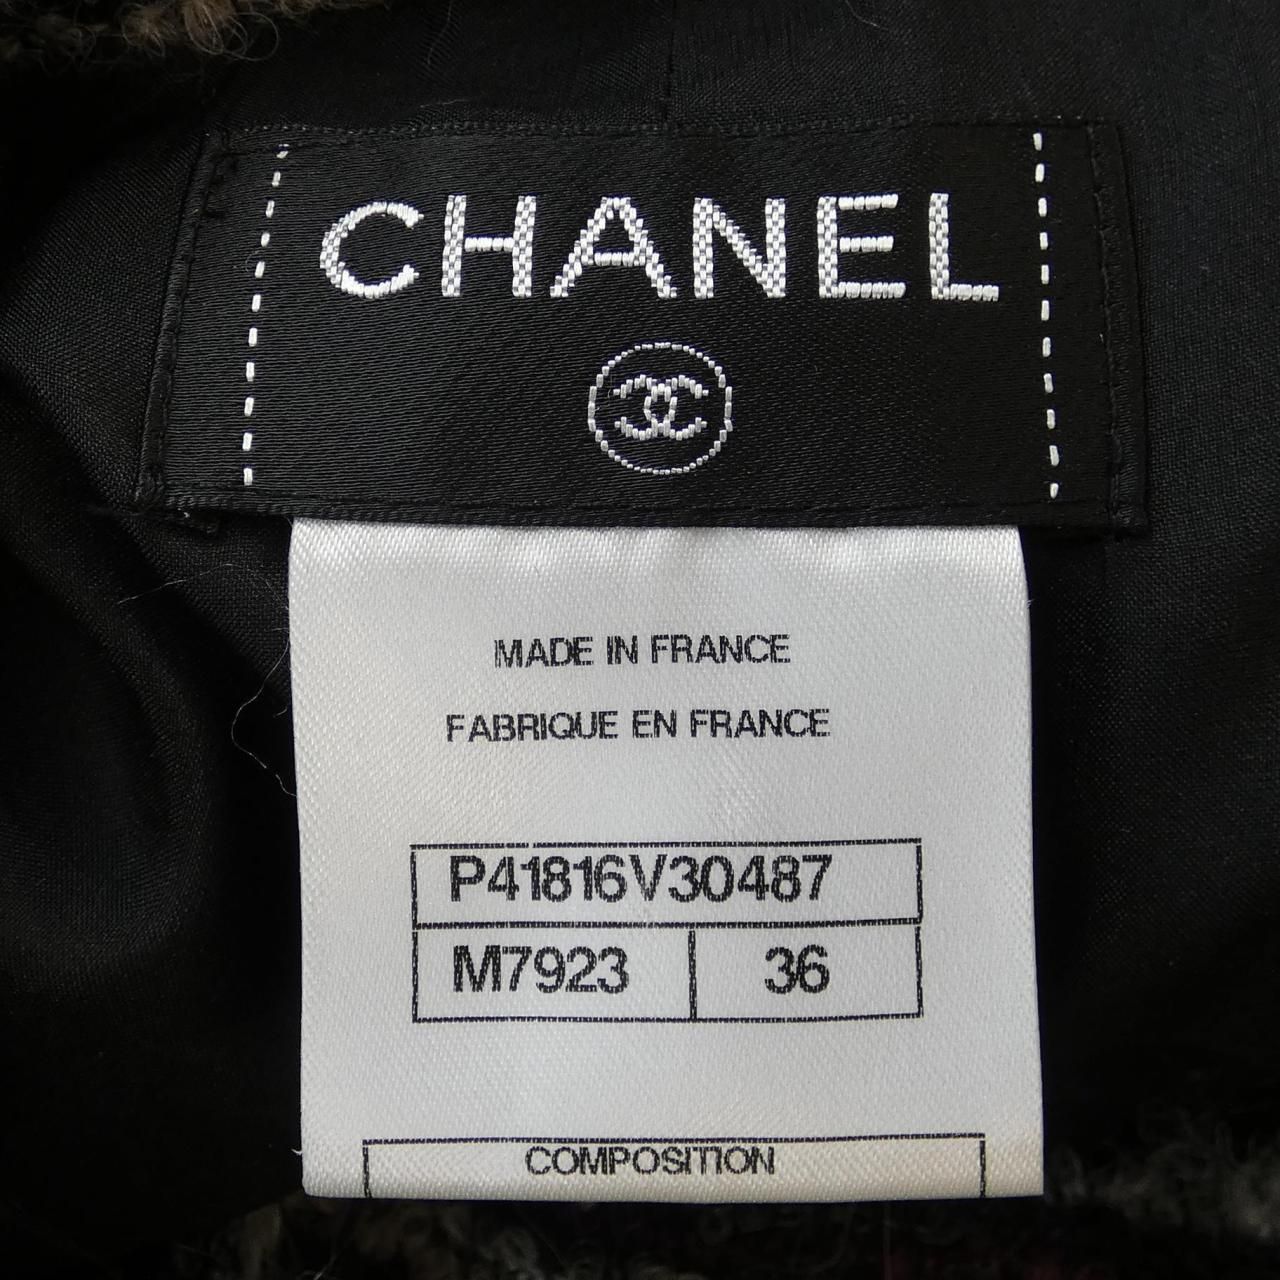 CHANEL
MADE IN FRANCE
FABRIQUE EN FRANCE
P41816V30487
M7923 36
COMPOSITION